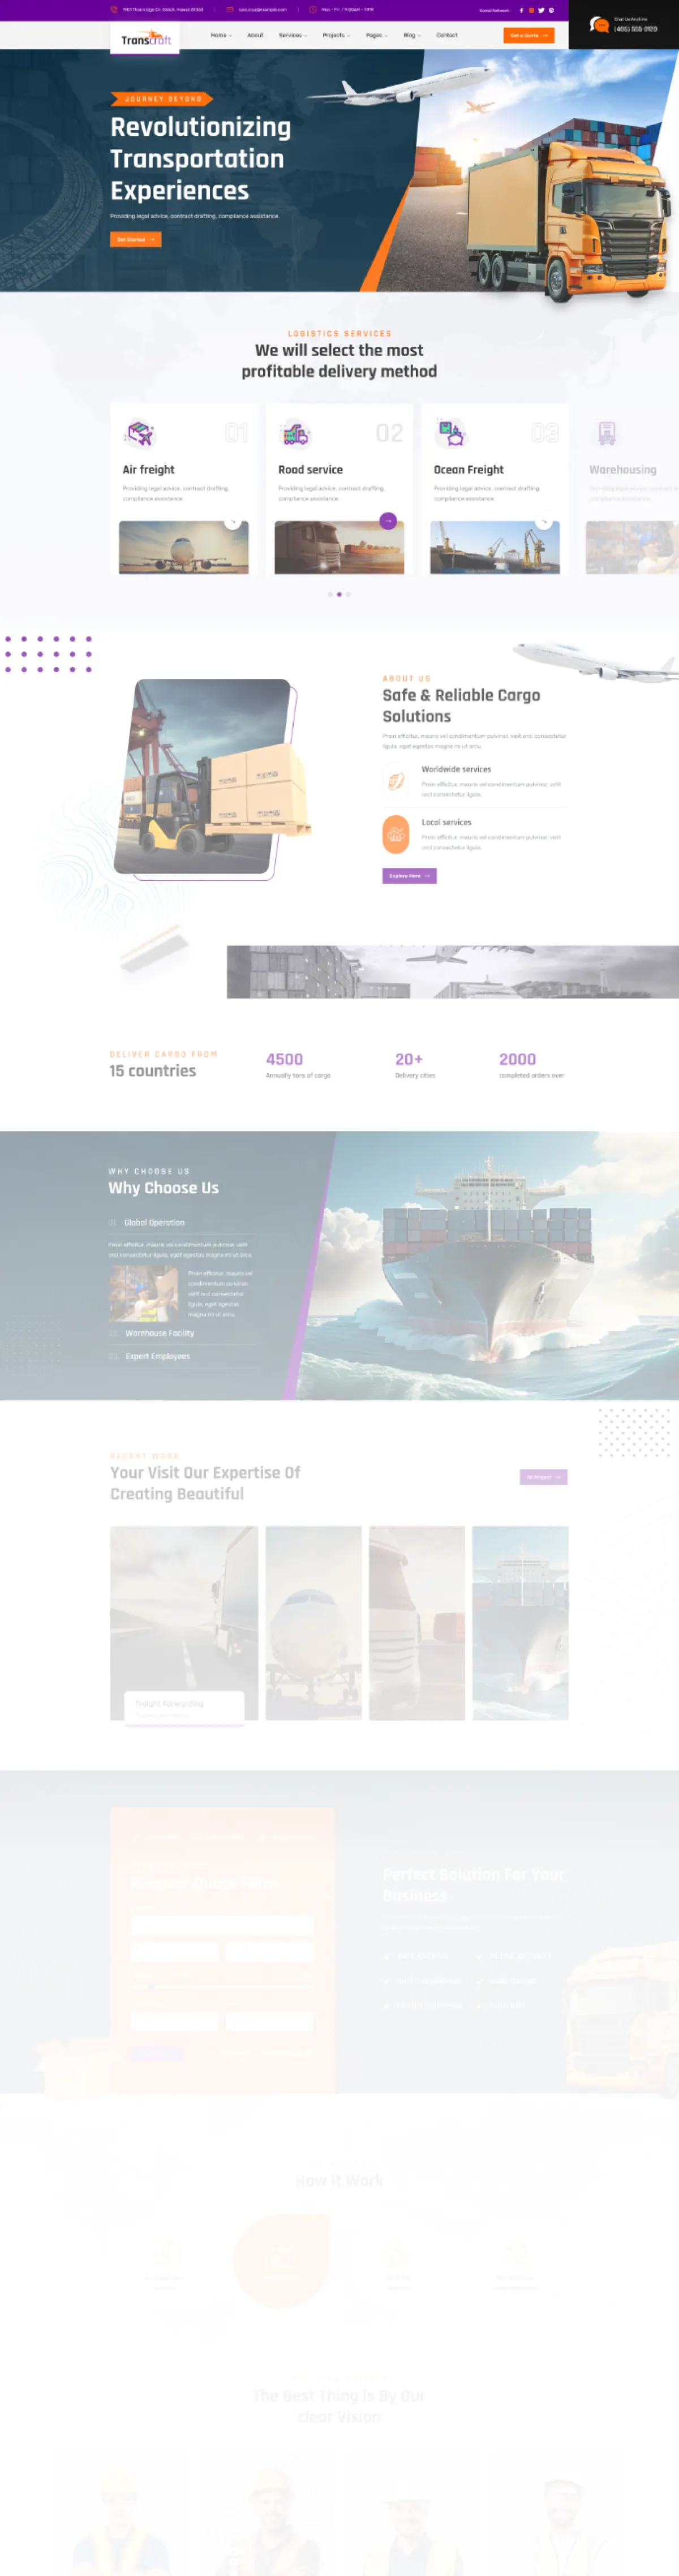 Mon - Fri / 9:00am - 19PM
Social Network:
Transcraft
Home
About
Services
Projects
Pages
Blog
Contact
Get a Quote
Chat Us Anytime
(406) 555-0120
JOURNEY BEYOND
Revolutionizing
Transportation
Experiences
Providing legal advice, contract drafting, compliance assistance.
Get Started
LOGISTICS SERVICES
We will select the most
profitable delivery method
01
Air freight
Providing legal advice, contract drafting,
compliance assistance.
02
Road service
Providing legal advice, contract drafting,
compliance assistance.
03
Ocean Freight
Providing legal advice, contract drafting,
compliance assistance.
Warehousing
ABOUT US
Safe & Reliable Cargo
Solutions
Proin efficitur, mauris vel condimentum pulvinar, velit orci consectetur
ligula, eget egestas magna mi ut arcu.
Worldwide services
Proin efficitur, mauris vel condimentum pulvinar, velit
orci consectetur ligula.
Local services
Proin efficitur, mauris vel condimentum pulvinar, velit
orci consectetur ligula.
Explore More
DELIVER CARGO FROM
15 countries
4500
Annually tons of cargo
20+
Delivery cities
2000
completed orders over
WHY CHOOSE US
Why Choose Us
Global Operation
Proin efficitur, mauris vel condimentum pulvinar, velit
orci consectetur ligula, eget egestas magna mi ut arcu.
Proin efficitur, mauris vel
condimentum pulvinar,
velit orci consectetur
ligula, eget egestas
magna mi ut arcu.
Warehouse Facility
Expert Employees
RECENT WORK
Your Visit Our Expertise Of
Creating Beautiful
Freight Forwarding
Perfect Solution For Your
Business
How It Work
The Best Thing is By Our
clear Vision